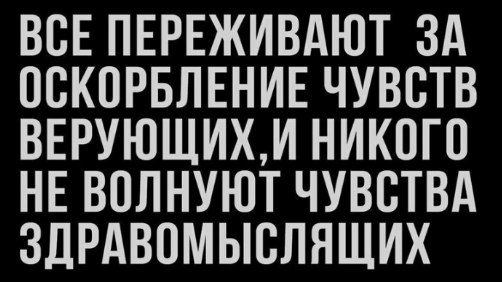 ВСЕ ПЕРЕЖИВАЮТ ЗА
ОСКОРБЛЕНИЕ ЧУВСТВ
ВЕРУЮЩИХ,И НИКОГО
НЕ ВОЛНУЮТ ЧУВСТВА
ЗДРАВОМЫСЛЯЩИХ